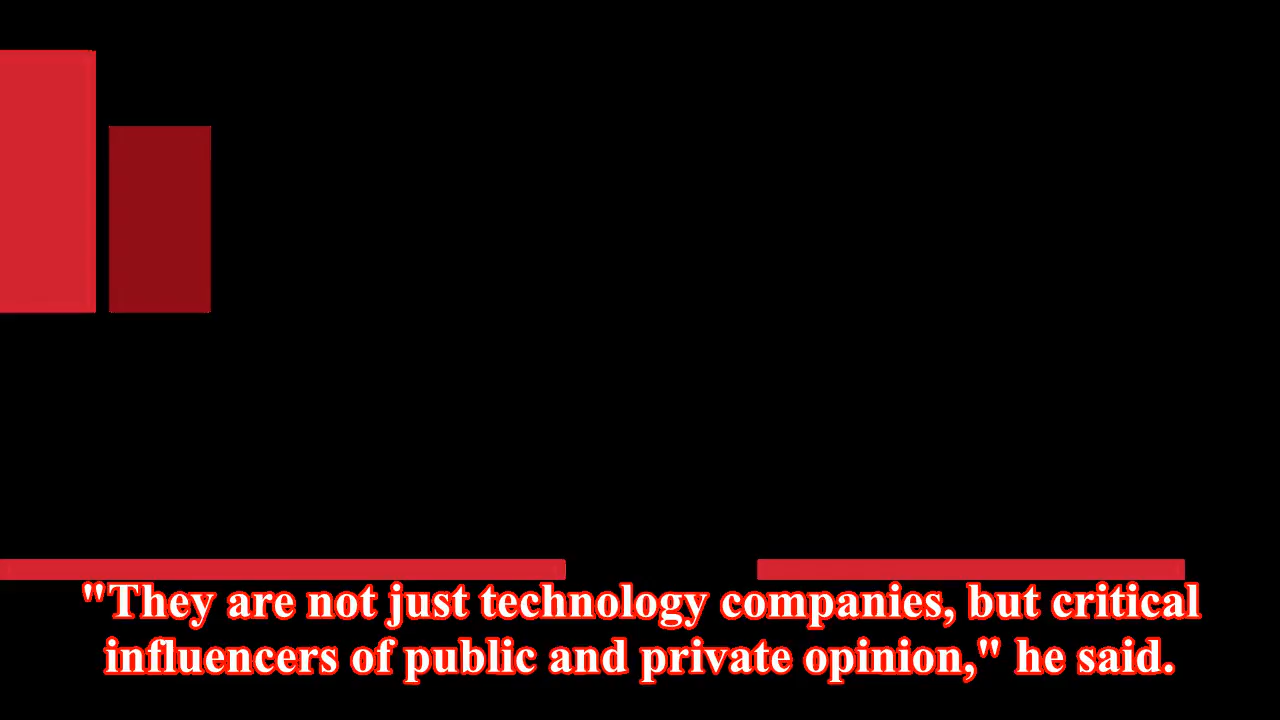 "They are not just technology companies, but critical
influencers of public and private opinion," he said.